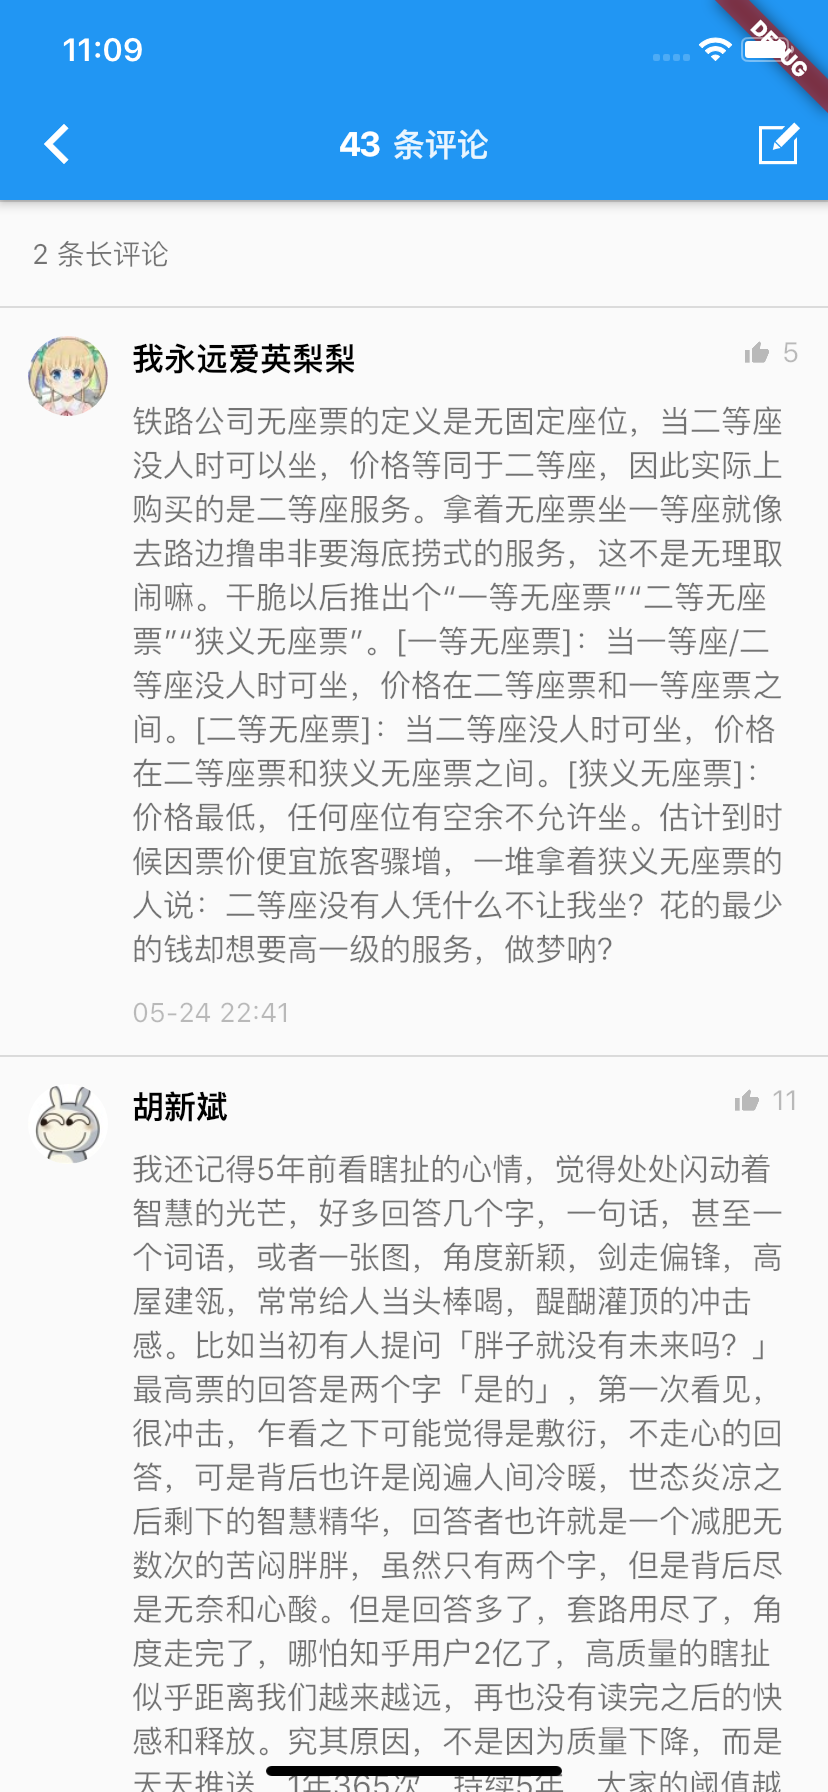 11:09
DEBUG
43 条评论
2 条长评论
我永远爱英梨梨
5
铁路公司无座票的定义是无固定座位，当二等座
没人时可以坐，价格等同于二等座，因此实际上
购买的是二等座服务。拿着无座票坐一等座就像
去路边撸串非要海底捞式的服务，这不是无理取
闹嘛。干脆以后推出个“一等无座票”“二等无座
票”“狭义无座票”。[一等无座票]：当一等座/二
等座没人时可坐，价格在二等座票和一等座票之
间。[二等无座票]：当二等座没人时可坐，价格
在二等座票和狭义无座票之间。[狭义无座票]：
价格最低，任何座位有空余不允许坐。估计到时
候因票价便宜旅客骤增，一堆拿着狭义无座票的
人说：二等座没有人凭什么不让我坐？花的最少
的钱却想要高一级的服务，做梦呐？
05-24 22:41
胡新斌
11
我还记得5年前看瞎扯的心情，觉得处处闪动着
智慧的光芒，好多回答几个字，一句话，甚至一
个词语，或者一张图，角度新颖，剑走偏锋，高
屋建瓴，常常给人当头棒喝，醍醐灌顶的冲击
感。比如当初有人提问「胖子就没有未来吗？」
最高票的回答是两个字「是的」，第一次看见，
很冲击，乍看之下可能觉得是敷衍，不走心的回
答，可是背后也许是阅遍人间冷暖，世态炎凉之
后剩下的智慧精华，回答者也许就是一个减肥无
数次的苦闷胖胖，虽然只有两个字，但是背后尽
是无奈和心酸。但是回答多了，套路用尽了，角
度走完了，哪怕知乎用户2亿了，高质量的瞎扯
似乎距离我们越来越远，再也没有读完之后的快
感和释放。究其原因，不是因为质量下降，而是
天天推送，1年365次，持续5年，大家的阈值越